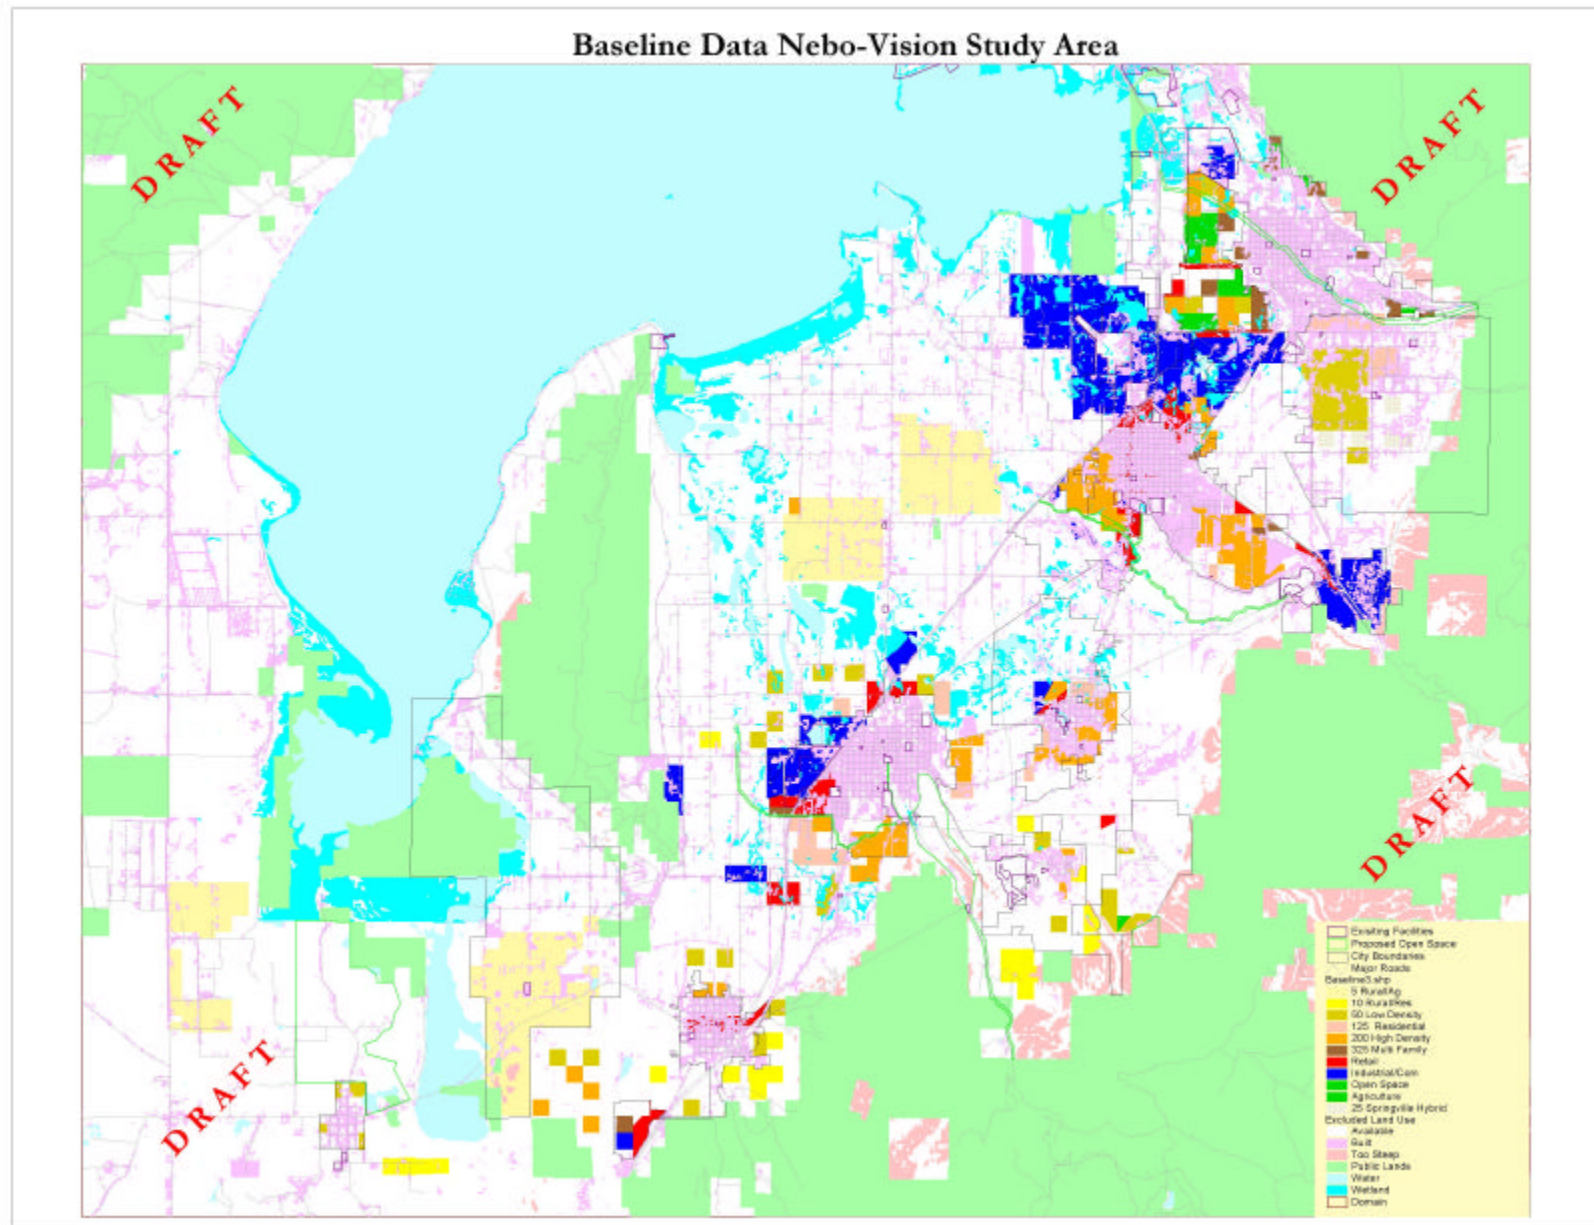 Baseline Data Nebo-Vision Study Area
DRAFT
DRAFT
DRAFT
DRAFT
Existing Facilities
Proposed Open Space
City Boundaries
Major Roads
Baseline3.shp
5 Rural/Ag
10 Rural/Res
50 Low Density
125 Residential
200 High Density
325 Multi Family
Retail
Industrial/Com
Open Space
Agriculture
25 Springville Hybrid
Excluded Land Use
Available
Built
Too Steep
Public Lands
Water
Wetland
Domain